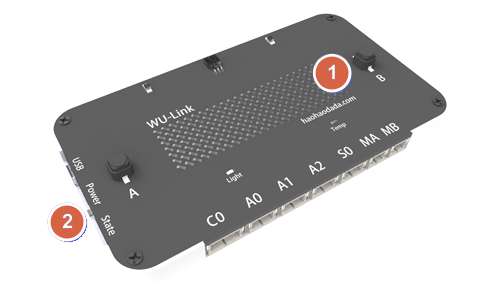 1
B
WU-Link
haohaodada.com
Temp
USB
Power
State
A
Light
C0
A0
A1
A2
S0
MA
MB
2